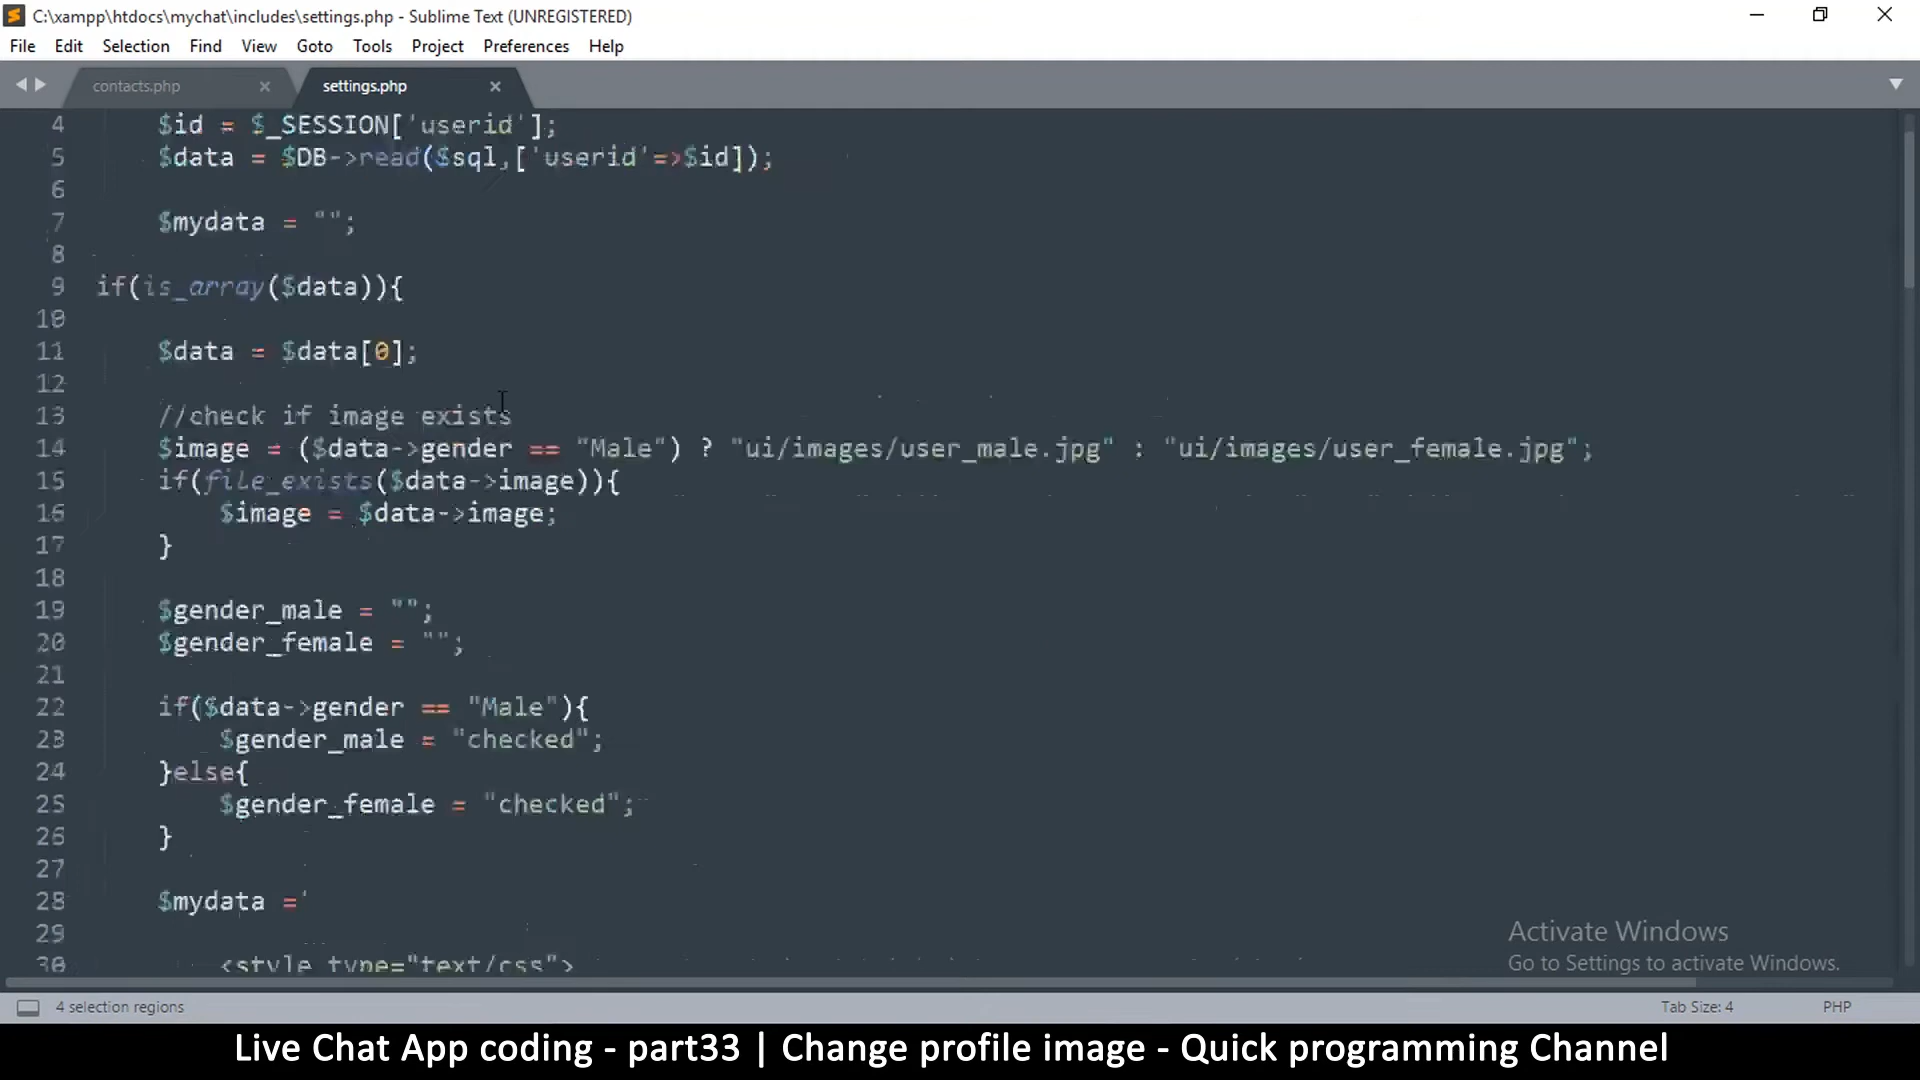 C:\xampp\htdocs\mychat\includes\settings.php - Sublime Text (UNREGISTERED)
File Edit Selection Find View Goto Tools Project Preferences Help
contacts.php × settings.php ×
4 $id = $_SESSION['userid'];
5 $data = $DB->read($sql,['userid'=>$id]);
6
7 $mydata = "";
8
9 if(is_array($data)){
10
11 $data = $data[0];
12
13 //check if image exists
14 $image = ($data->gender == "Male") ? "ui/images/user_male.jpg" : "ui/images/user_female.jpg";
15 if(file_exists($data->image)){
16 $image = $data->image;
17 }
18
19 $gender_male = "";
20 $gender_female = "";
21
22 if($data->gender == "Male"){
23 $gender_male = "checked";
24 }else{
25 $gender_female = "checked";
26 }
27
28 $mydata ='
29
30 <style type="text/css">
Activate Windows
Go to Settings to activate Windows.
4 selection regions Tab Size: 4 PHP
Live Chat App coding - part33 | Change profile image - Quick programming Channel